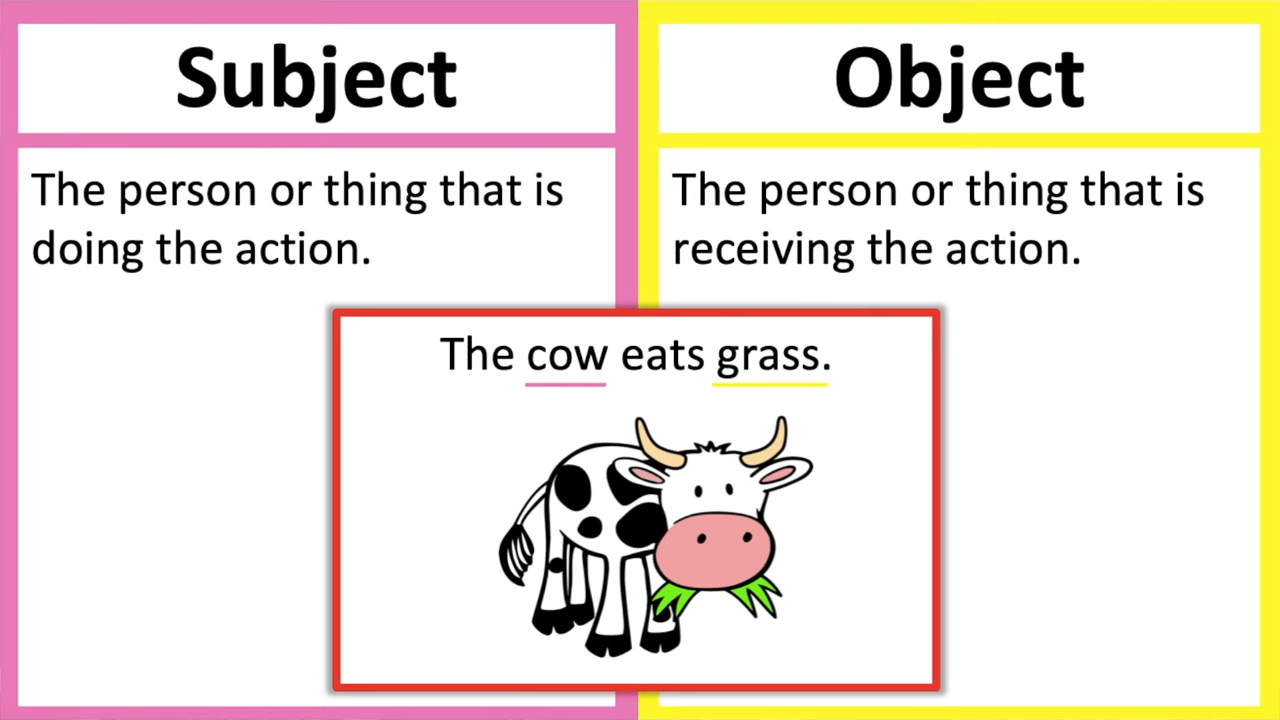 Subject
The person or thing that is
doing the action.
Object
The person or thing that is
receiving the action.
The cow eats grass.